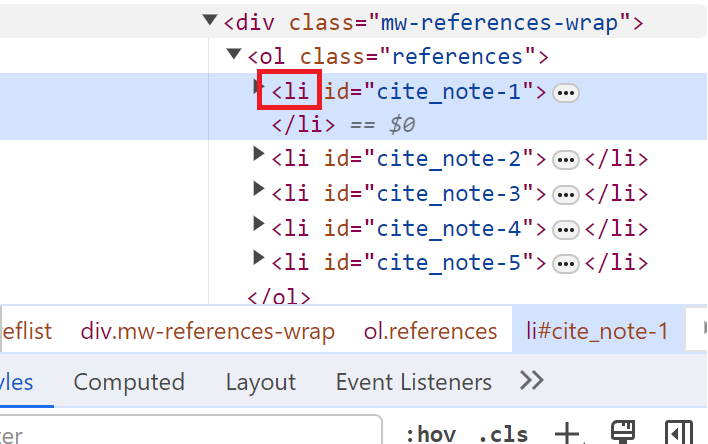 <div class="mw-references-wrap">
<ol class="references">
<li id="cite_note-1">
</li> == $0
<li id="cite_note-2"></li>
<li id="cite_note-3"></li>
<li id="cite_note-4"></li>
<li id="cite_note-5"></li>
</ol>
eflist div.mw-references-wrap ol.references li#cite_note-1
yles Computed Layout Event Listeners
ter :hov .cls